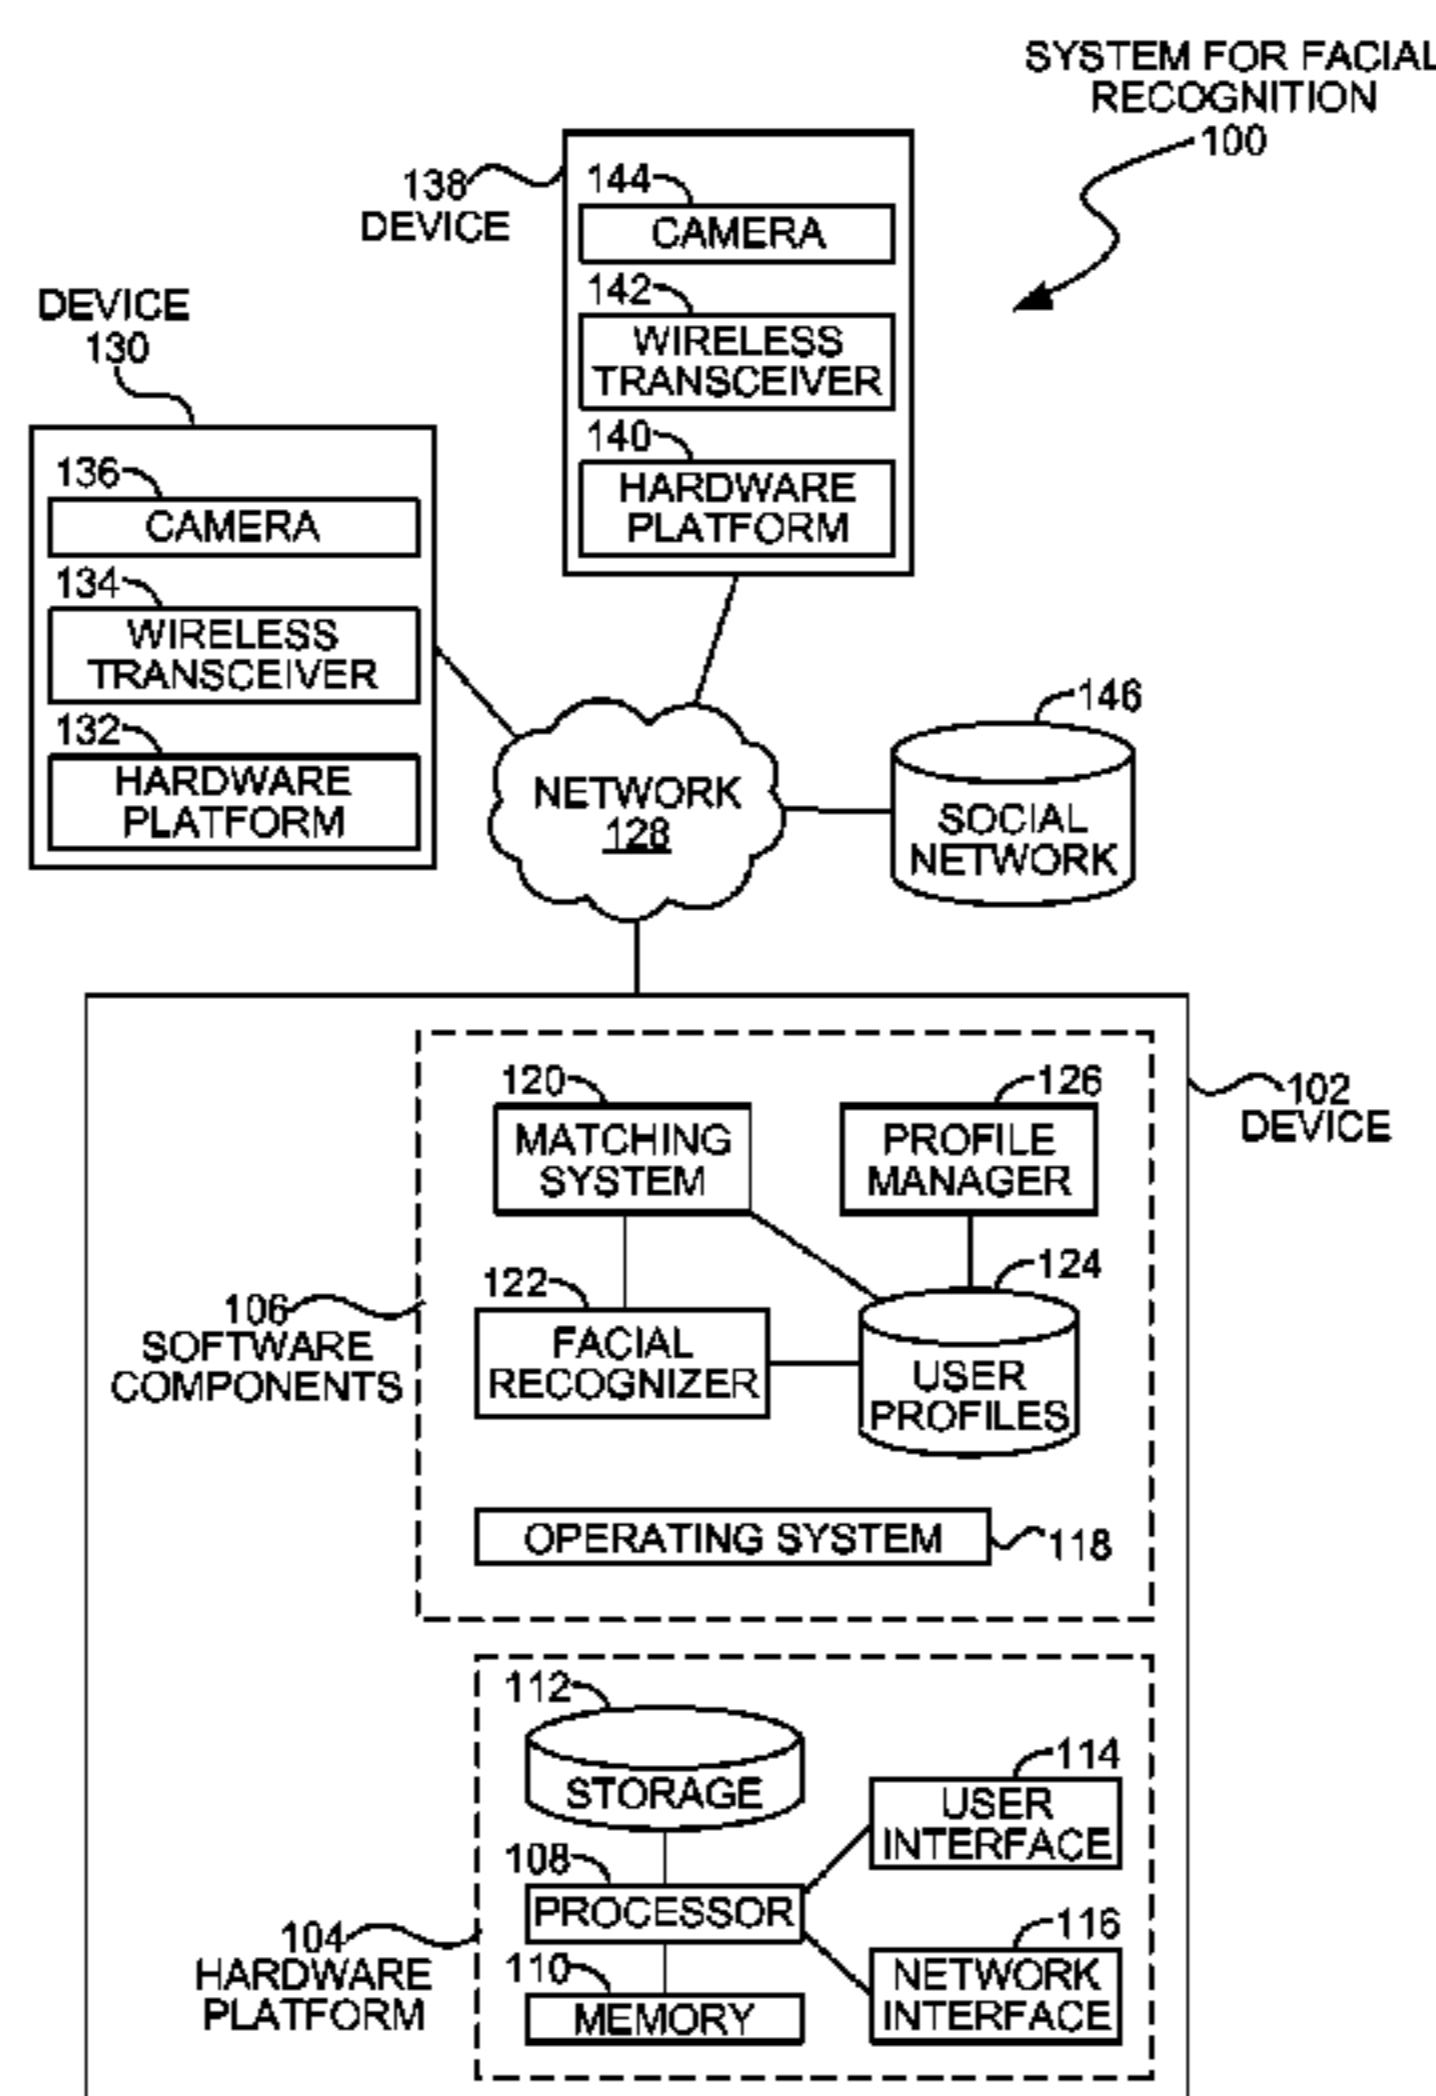 SYSTEM FOR FACIAL
RECOGNITION
100
138
DEVICE
144
CAMERA
142
WIRELESS
TRANSCEIVER
140
HARDWARE
PLATFORM
DEVICE
130
136
CAMERA
134
WIRELESS
TRANSCEIVER
132
HARDWARE
PLATFORM
NETWORK
128
146
SOCIAL
NETWORK
102
DEVICE
106
SOFTWARE
COMPONENTS
120
MATCHING
SYSTEM
126
PROFILE
MANAGER
122
FACIAL
RECOGNIZER
124
USER
PROFILES
OPERATING SYSTEM
118
104
HARDWARE
PLATFORM
112
STORAGE
108
PROCESSOR
110
MEMORY
114
USER
INTERFACE
116
NETWORK
INTERFACE